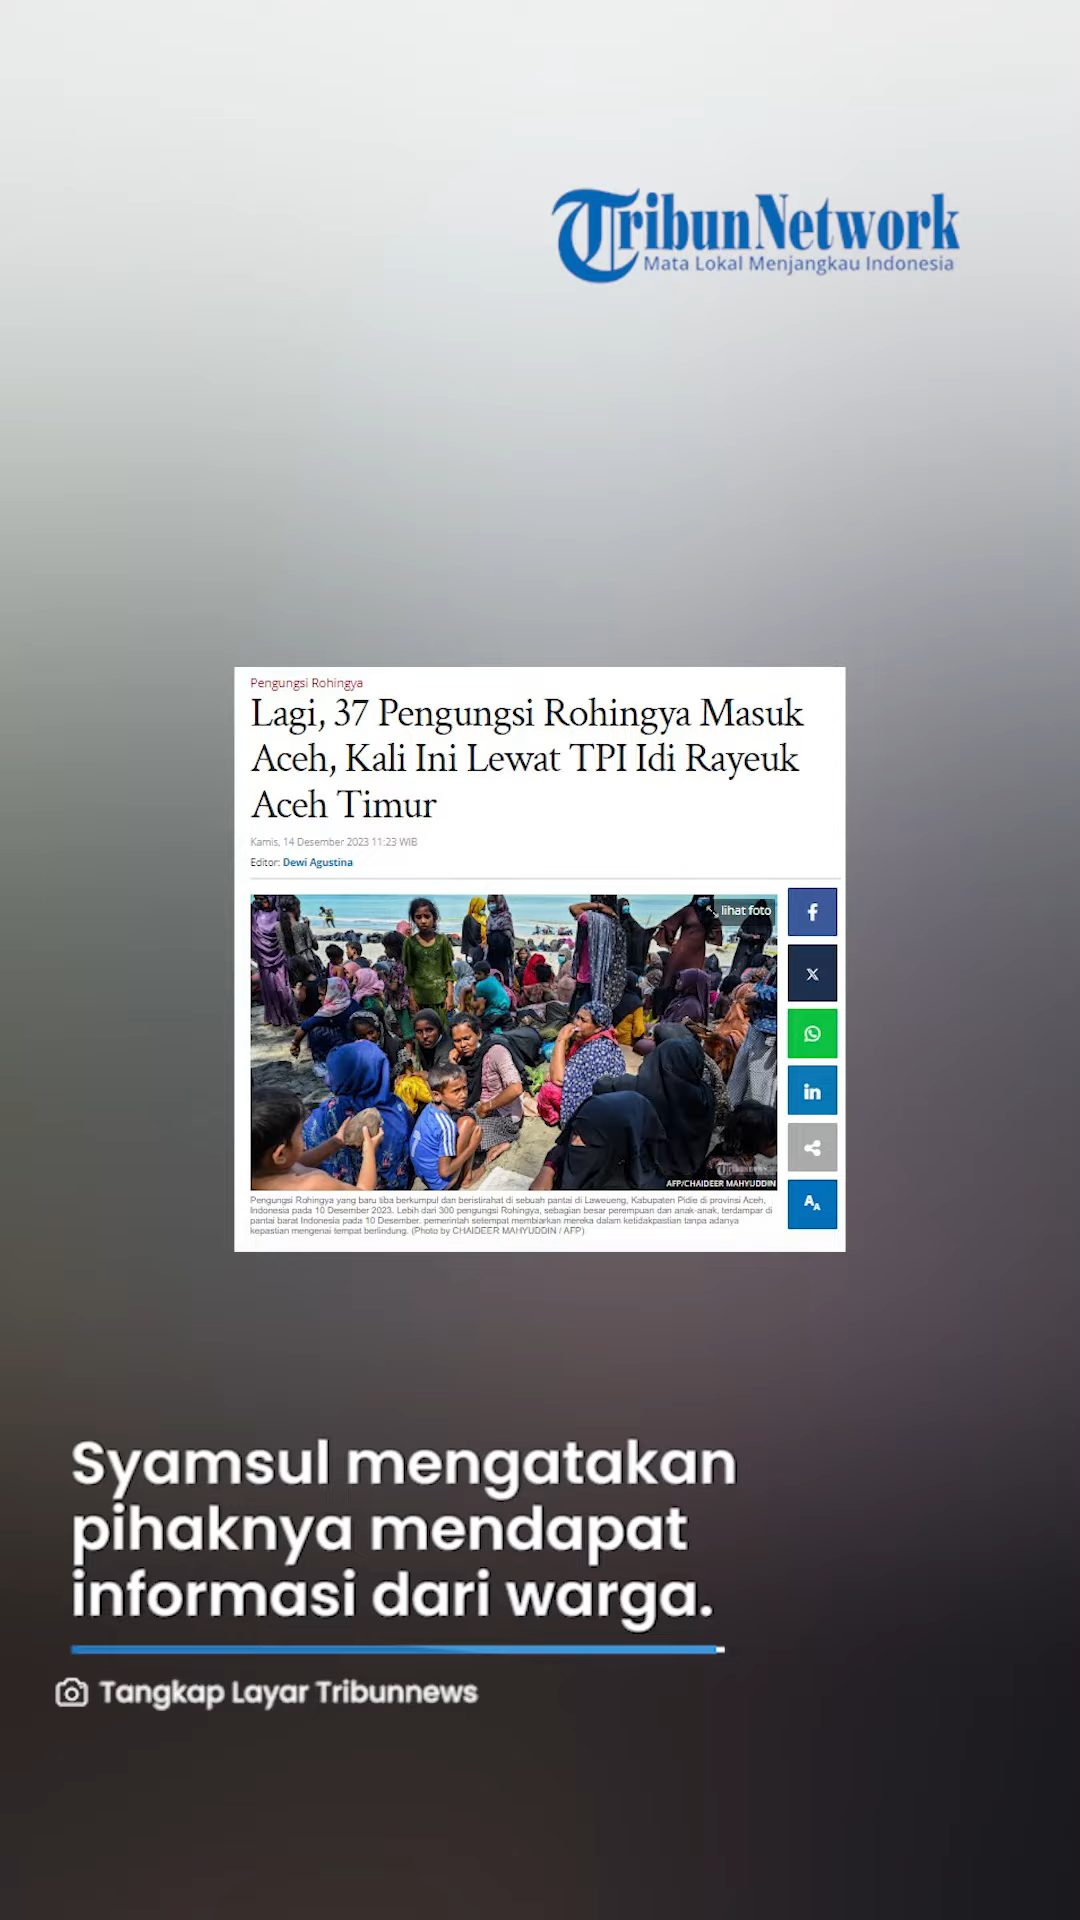 TribunNetwork
Mata Lokal Menjangkau Indonesia
Pengungsi Rohingya
Lagi, 37 Pengungsi Rohingya Masuk
Aceh, Kali Ini Lewat TPI Idi Rayeuk
Aceh Timur
Kamis, 14 Desember 2023 11:23 WIB
Editor: Dewi Agustina
lihat foto
AFP/CHAIDEER MAHYUDDIN
Pengungsi Rohingya yang baru tiba berkumpul dan beristirahat di sebuah pantai di Laweueng, Kabupaten Pidie di provinsi Aceh,
Indonesia pada 10 Desember 2023. Lebih dari 300 pengungsi Rohingya, sebagian besar perempuan dan anak-anak, terdampar di
pantai barat Indonesia pada 10 Desember. pemerintah setempat membiarkan mereka dalam ketidakpastian tanpa adanya
kepastian mengenai tempat berlindung. (Photo by CHAIDEER MAHYUDDIN / AFP)
Syamsul mengatakan
pihaknya mendapat
informasi dari warga.
Tangkap Layar Tribunnews